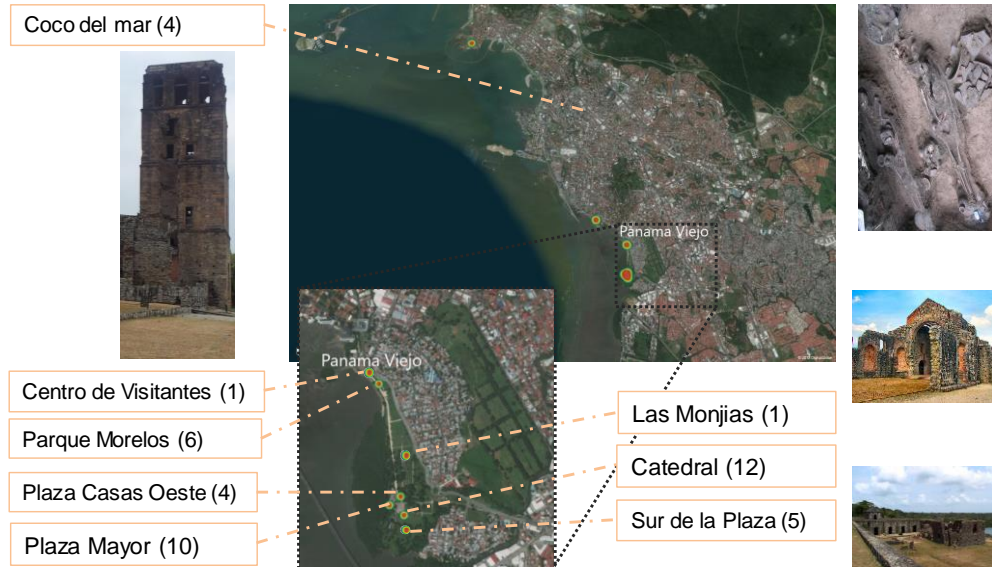 Coco del mar (4)
Panama Viejo
Panama Viejo
Centro de Visitantes (1)
Parque Morelos (6)
Plaza Casas Oeste (4)
Plaza Mayor (10)
Las Monjias (1)
Catedral (12)
Sur de la Plaza (5)